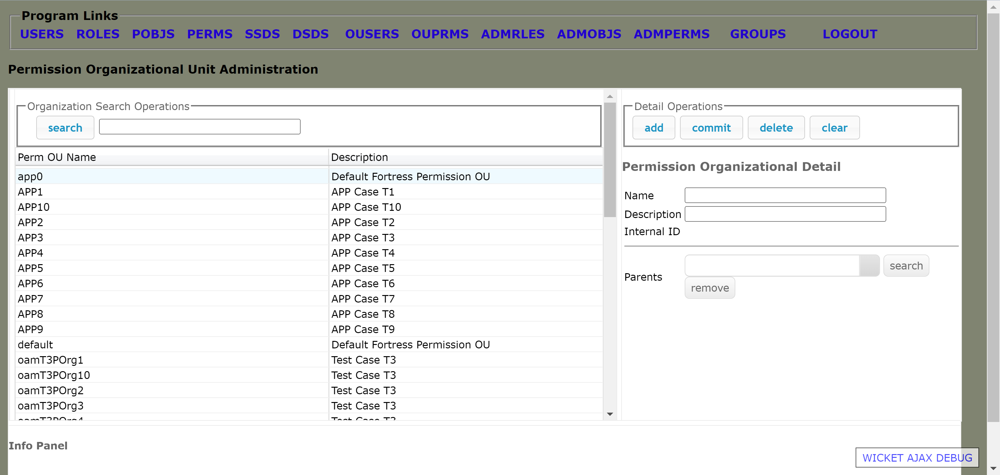 Program Links
USERS ROLES POBJS PERMS SSDS DSDS OUSERS OUPRMS ADMRLES ADMOBJS ADMPERMS GROUPS LOGOUT
Permission Organizational Unit Administration
Organization Search Operations
search
Perm OU Name Description
app0 Default Fortress Permission OU
APP1 APP Case T1
APP10 APP Case T10
APP2 APP Case T2
APP3 APP Case T3
APP4 APP Case T4
APP5 APP Case T5
APP6 APP Case T6
APP7 APP Case T7
APP8 APP Case T8
APP9 APP Case T9
default Default Fortress Permission OU
oamT3POrg1 Test Case T3
oamT3POrg10 Test Case T3
oamT3POrg2 Test Case T3
oamT3POrg3 Test Case T3
oamT3POrg4 Test Case T3
Detail Operations
add commit delete clear
Permission Organizational Detail
Name
Description
Internal ID
Parents search
remove
Info Panel
WICKET AJAX DEBUG